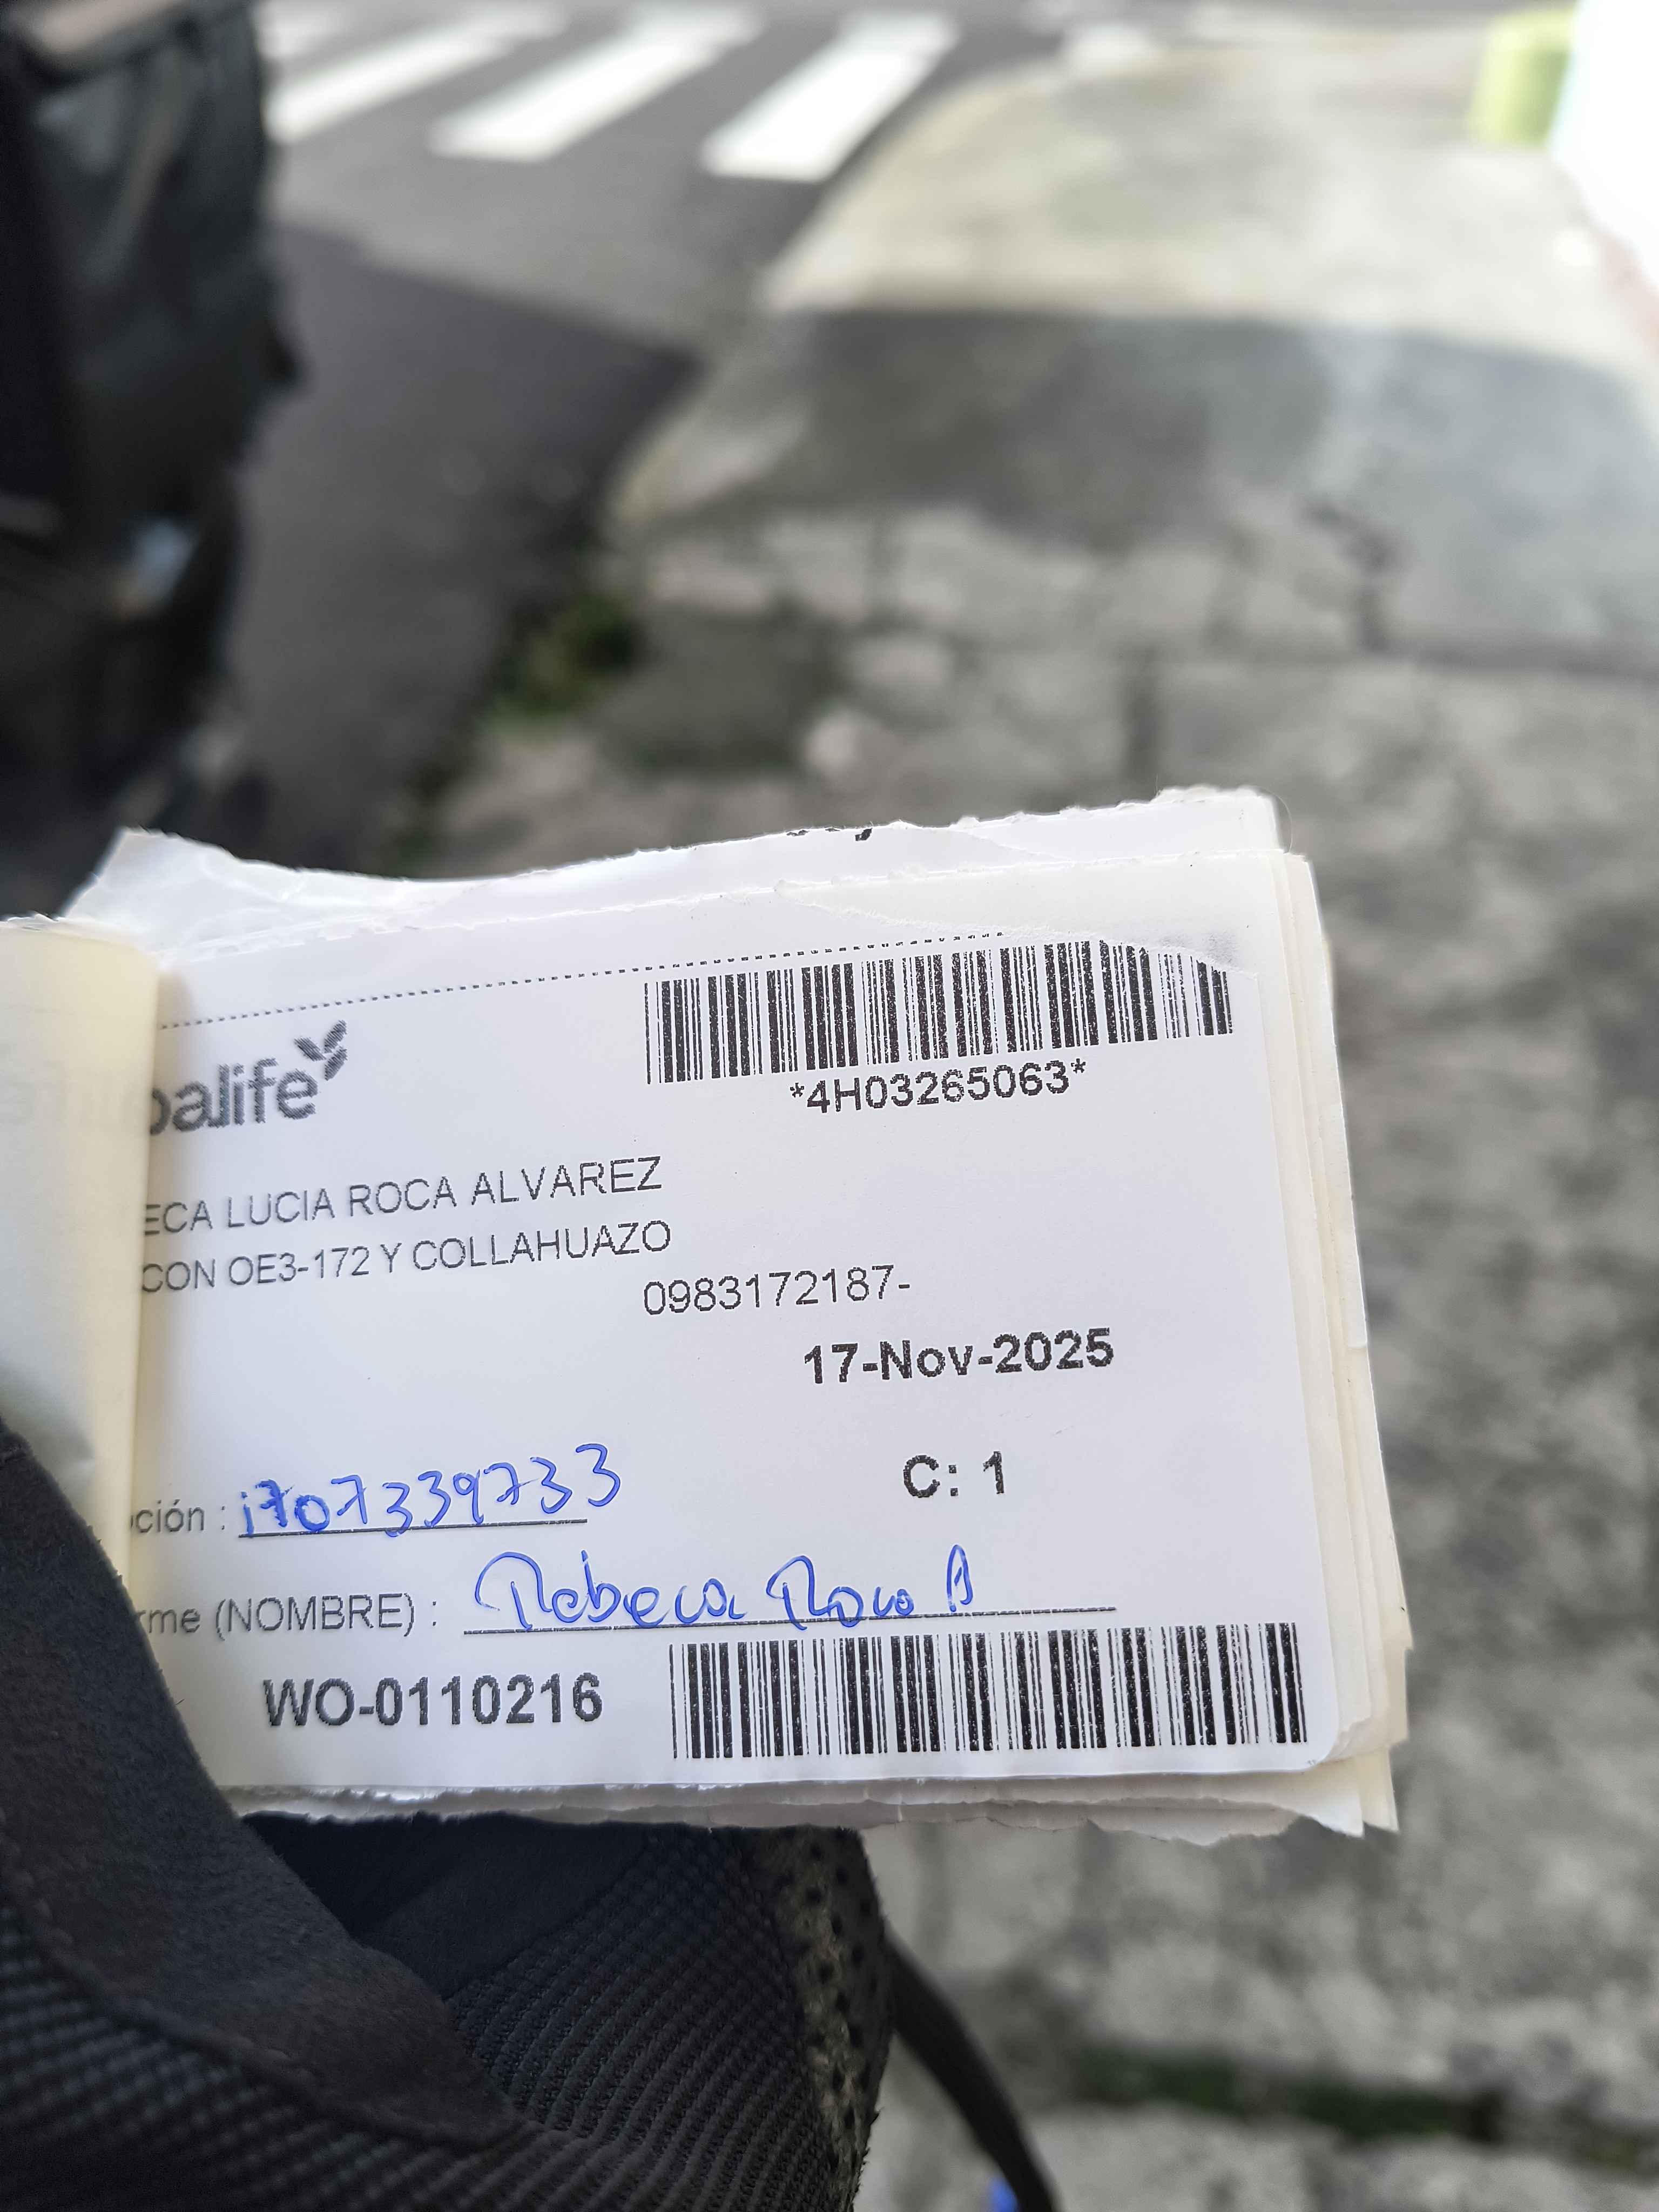 balife
*4H03265063*
ECA LUCIA ROCA ALVAREZ
CON OE3-172 Y COLLAHUAZO
0983172187-
17-Nov-2025
C: 1
ción : 1707339733
rme (NOMBRE) : Rebeca Roca A
WO-0110216